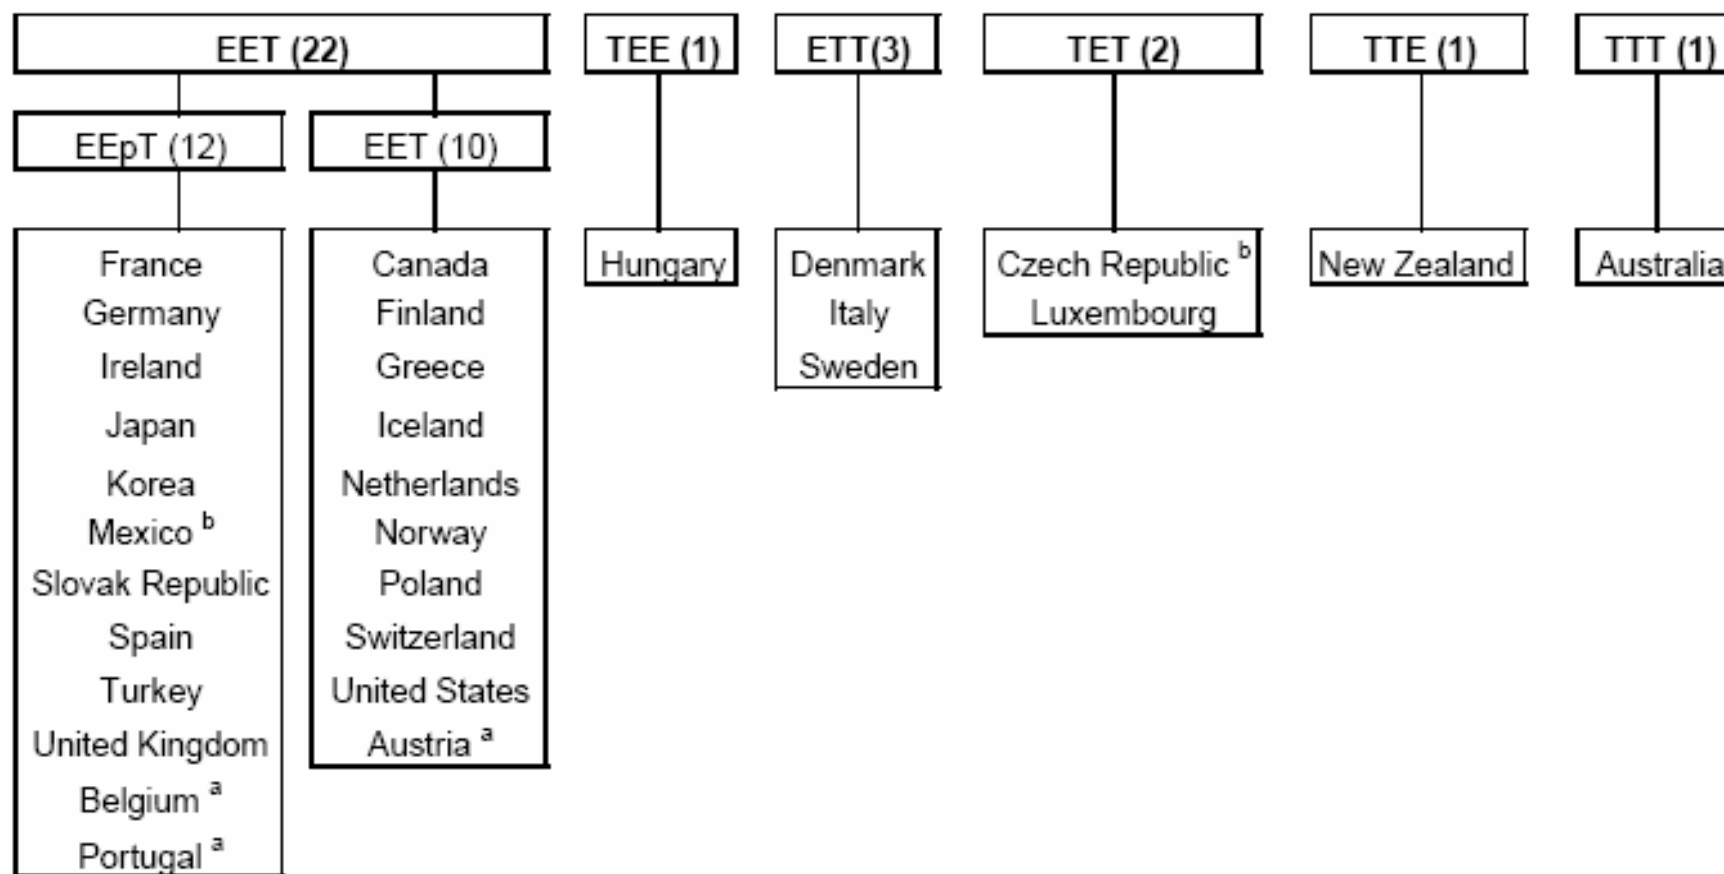 EET (22)
TEE (1)
ETT(3)
TET (2)
TTE (1)
TTT (1)
EEpT (12)
EET (10)
France
Germany
Ireland
Japan
Korea
Mexico b
Slovak Republic
Spain
Turkey
United Kingdom
Belgium a
Portugal a
Canada
Finland
Greece
Iceland
Netherlands
Norway
Poland
Switzerland
United States
Austria a
Hungary
Denmark
Italy
Sweden
Czech Republic b
Luxembourg
New Zealand
Australia